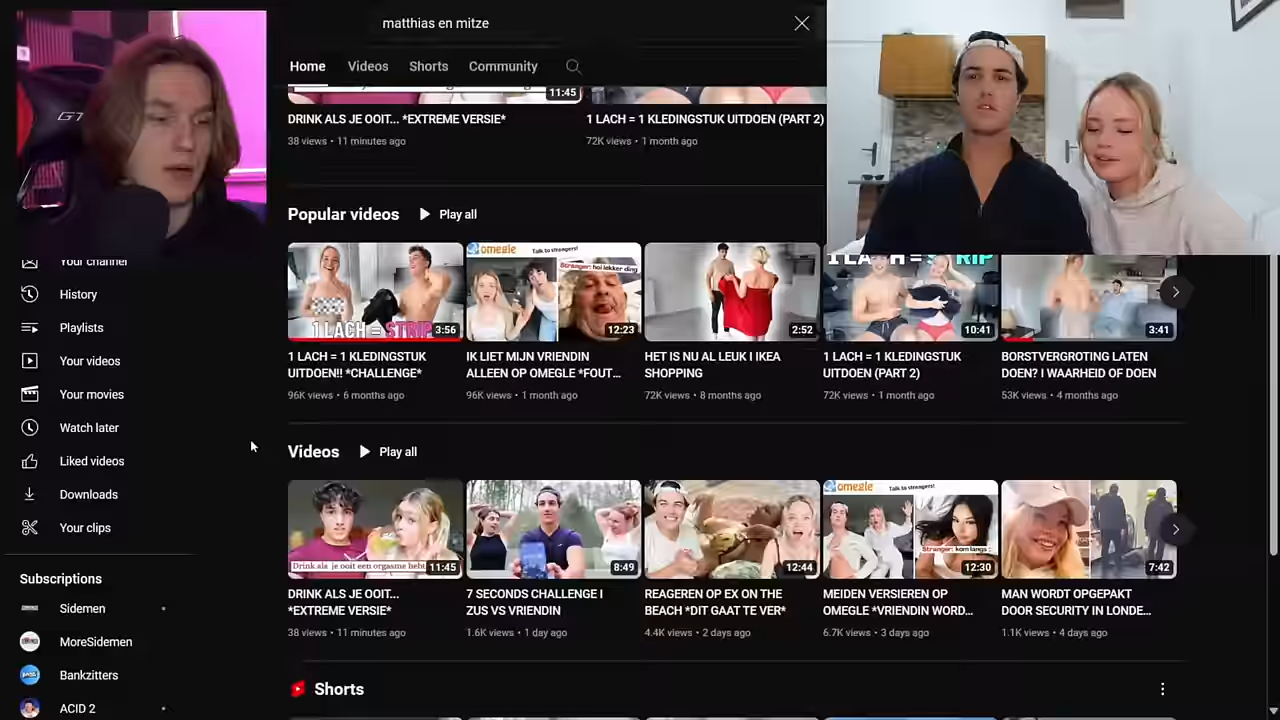 matthias en mitze
Home Videos Shorts Community
11:45
DRINK ALS JE OOIT... *EXTREME VERSIE*
38 views • 11 minutes ago
1 LACH = 1 KLEDINGSTUK UITDOEN (PART 2)
72K views • 1 month ago
Popular videos Play all
1 LACH = STRIP
3:56
1 LACH = 1 KLEDINGSTUK
UITDOEN!! *CHALLENGE*
96K views • 6 months ago
omegle Talk to strangers!
Stranger: hoi lekker ding
12:23
IK LIET MIJN VRIENDIN
ALLEEN OP OMEGLE *FOUT...
96K views • 1 month ago
2:52
HET IS NU AL LEUK I IKEA
SHOPPING
72K views • 8 months ago
1 LACH = STRIP
10:41
1 LACH = 1 KLEDINGSTUK
UITDOEN (PART 2)
72K views • 1 month ago
3:41
BORSTVERGROTING LATEN
DOEN? I WAARHEID OF DOEN
53K views • 4 months ago
Videos Play all
Drink als je ooit een orgasme hebt
11:45
DRINK ALS JE OOIT...
*EXTREME VERSIE*
38 views • 11 minutes ago
8:49
7 SECONDS CHALLENGE I
ZUS VS VRIENDIN
1.6K views • 1 day ago
12:44
REAGEREN OP EX ON THE
BEACH *DIT GAAT TE VER*
4.4K views • 2 days ago
omegle Talk to strangers!
Stranger: kom langs ;
12:30
MEIDEN VERSIEREN OP
OMEGLE *VRIENDIN WORD...
6.7K views • 3 days ago
7:42
MAN WORDT OPGEPAKT
DOOR SECURITY IN LONDE...
1.1K views • 4 days ago
Shorts
GT
Your channel
History
Playlists
Your videos
Your movies
Watch later
Liked videos
Downloads
Your clips
Subscriptions
Sidemen
MoreSidemen
Bankzitters
ACID 2